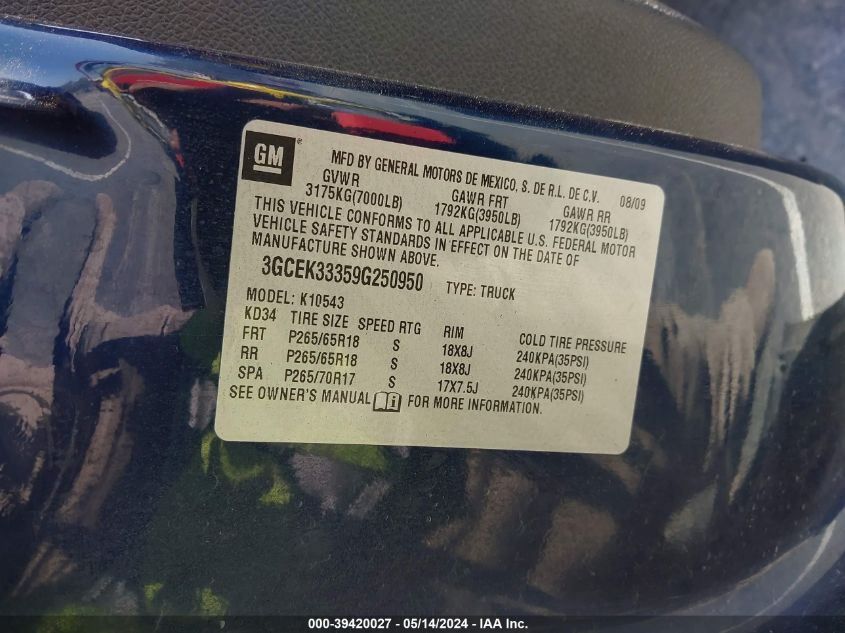 GM ®
MFD BY GENERAL MOTORS DE MEXICO, S. DE R.L. DE C.V. 08/09
GVWR GAWR FRT GAWR RR
3175KG(7000LB) 1792KG(3950LB) 1792KG(3950LB)
THIS VEHICLE CONFORMS TO ALL APPLICABLE U.S. FEDERAL MOTOR
VEHICLE SAFETY STANDARDS IN EFFECT ON THE DATE OF
MANUFACTURE SHOWN ABOVE.
3GCEK33359G250950 TYPE: TRUCK
MODEL: K10543
KD34 TIRE SIZE SPEED RTG RIM COLD TIRE PRESSURE
FRT P265/65R18 S 18X8J 240KPA(35PSI)
RR P265/65R18 S 18X8J 240KPA(35PSI)
SPA P265/70R17 S 17X7.5J 240KPA(35PSI)
SEE OWNER'S MANUAL FOR MORE INFORMATION.
000-39420027 - 05/14/2024 - IAA Inc.